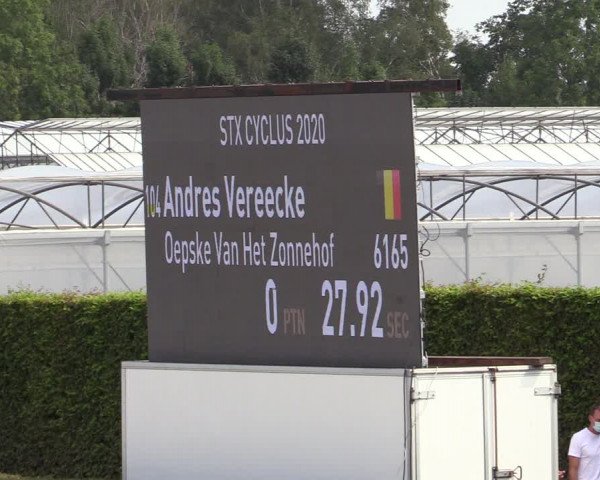 STX CYCLUS 2020
104 Andres Vereecke
Oepske Van Het Zonnehof 6165
0 PTN 27.92 SEC